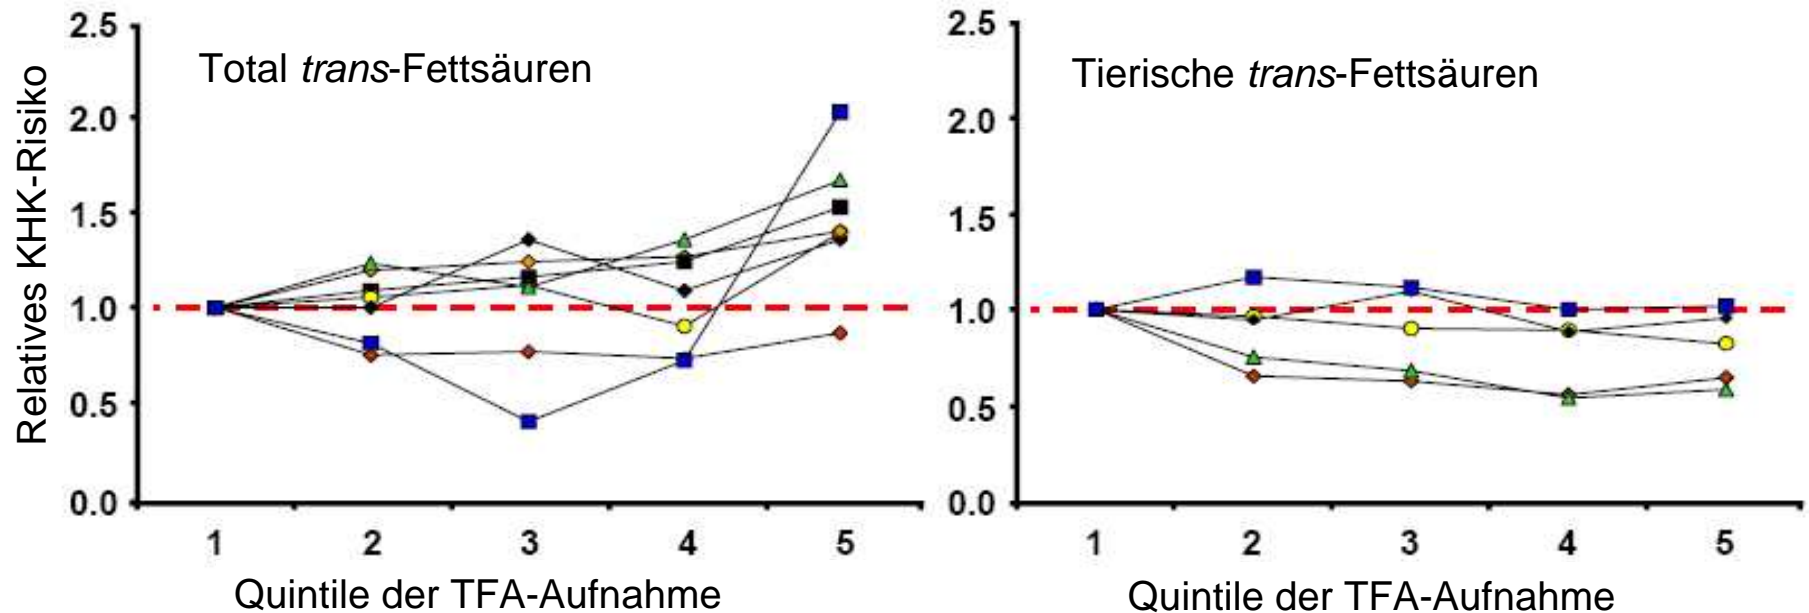 Total trans-Fettsäuren
Relatives KHK-Risiko
2.5
2.0
1.5
1.0
0.5
0.0
1 2 3 4 5
Quintile der TFA-Aufnahme
Tierische trans-Fettsäuren
2.5
2.0
1.5
1.0
0.5
0.0
1 2 3 4 5
Quintile der TFA-Aufnahme